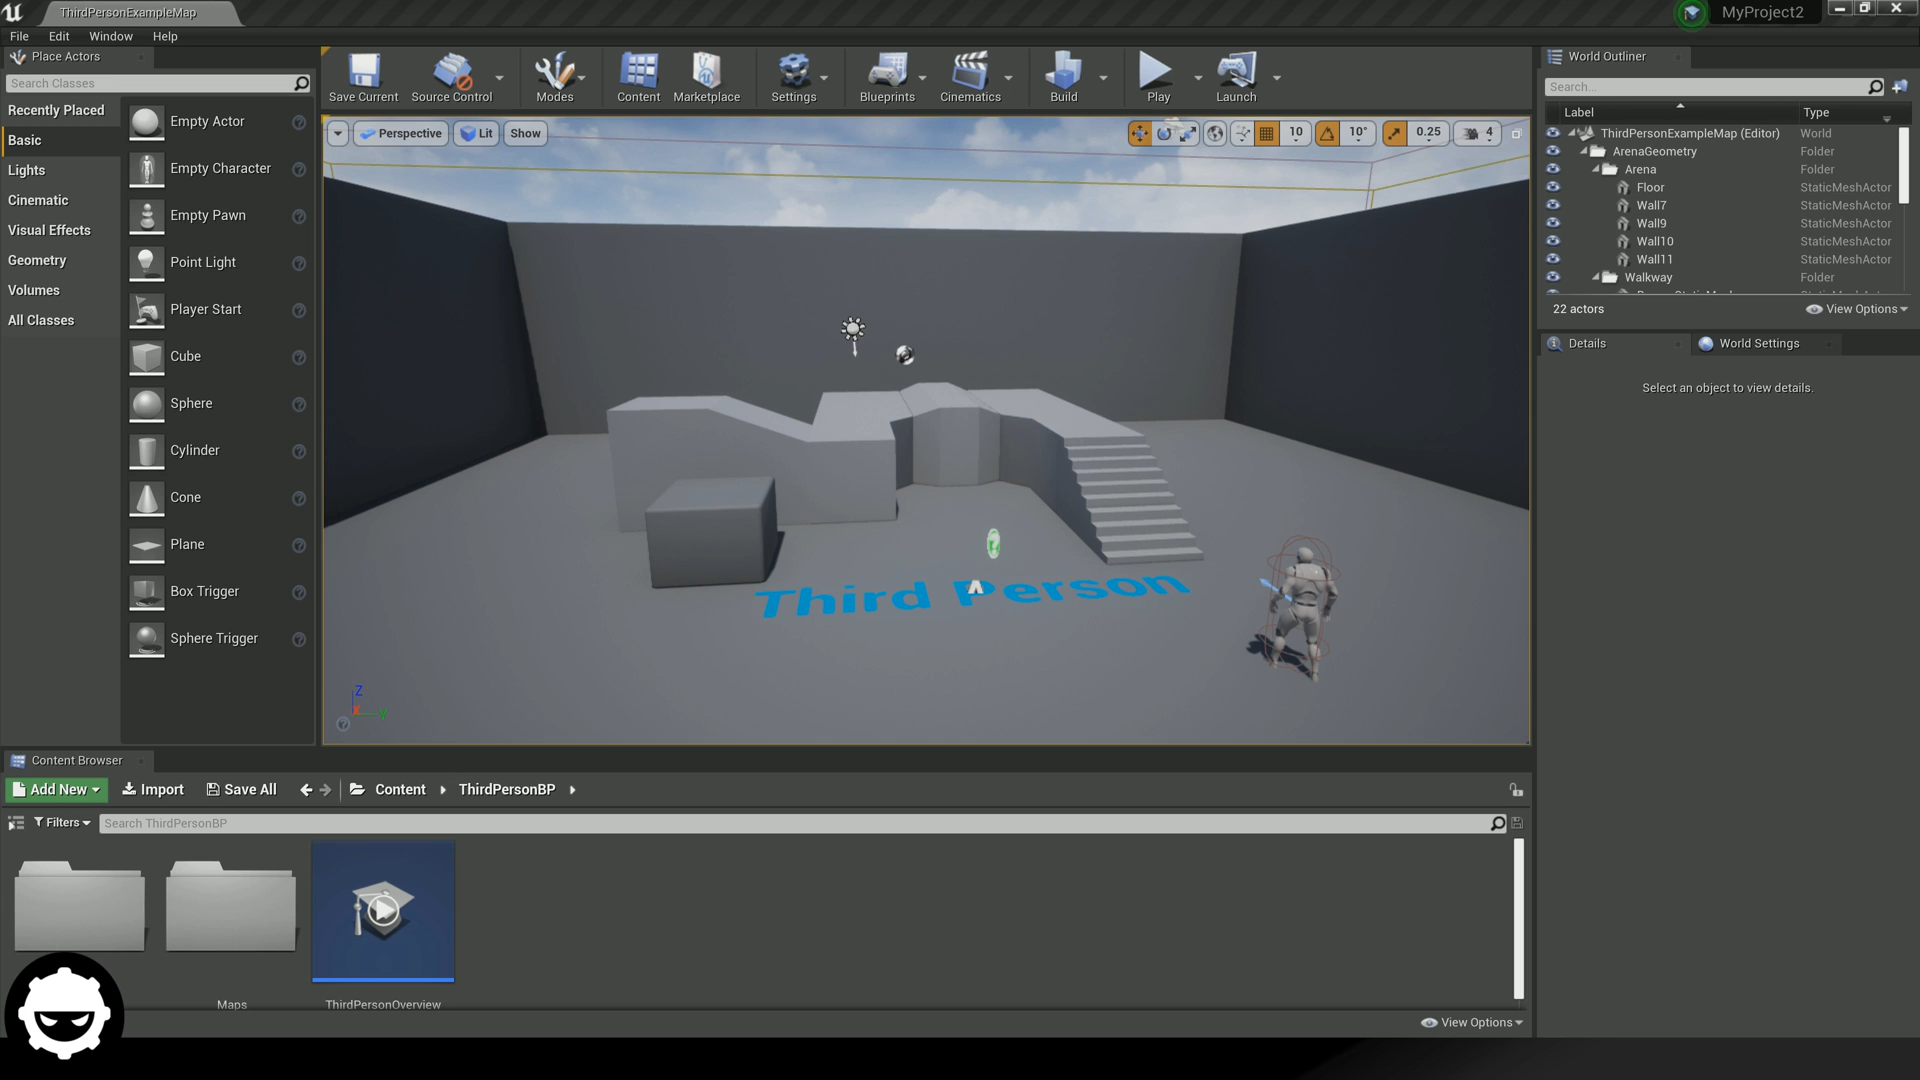 ThirdPersonExampleMap
MyProject2
File Edit Window Help
Place Actors
Search Classes
Recently Placed
Basic
Lights
Cinematic
Visual Effects
Geometry
Volumes
All Classes
Empty Actor
Empty Character
Empty Pawn
Point Light
Player Start
Cube
Sphere
Cylinder
Cone
Plane
Box Trigger
Sphere Trigger
Save Current Source Control Modes Content Marketplace Settings Blueprints Cinematics Build Play Launch
Perspective Lit Show
10 10° 0.25 4
Third Person
Z
X
Y
World Outliner
Search...
Label Type
ThirdPersonExampleMap (Editor) World
ArenaGeometry Folder
Arena Folder
Floor StaticMeshActor
Wall7 StaticMeshActor
Wall9 StaticMeshActor
Wall10 StaticMeshActor
Wall11 StaticMeshActor
Walkway Folder
22 actors View Options
Details World Settings
Select an object to view details.
Content Browser
Add New Import Save All Content ThirdPersonBP
Filters Search ThirdPersonBP
Maps ThirdPersonOverview
View Options